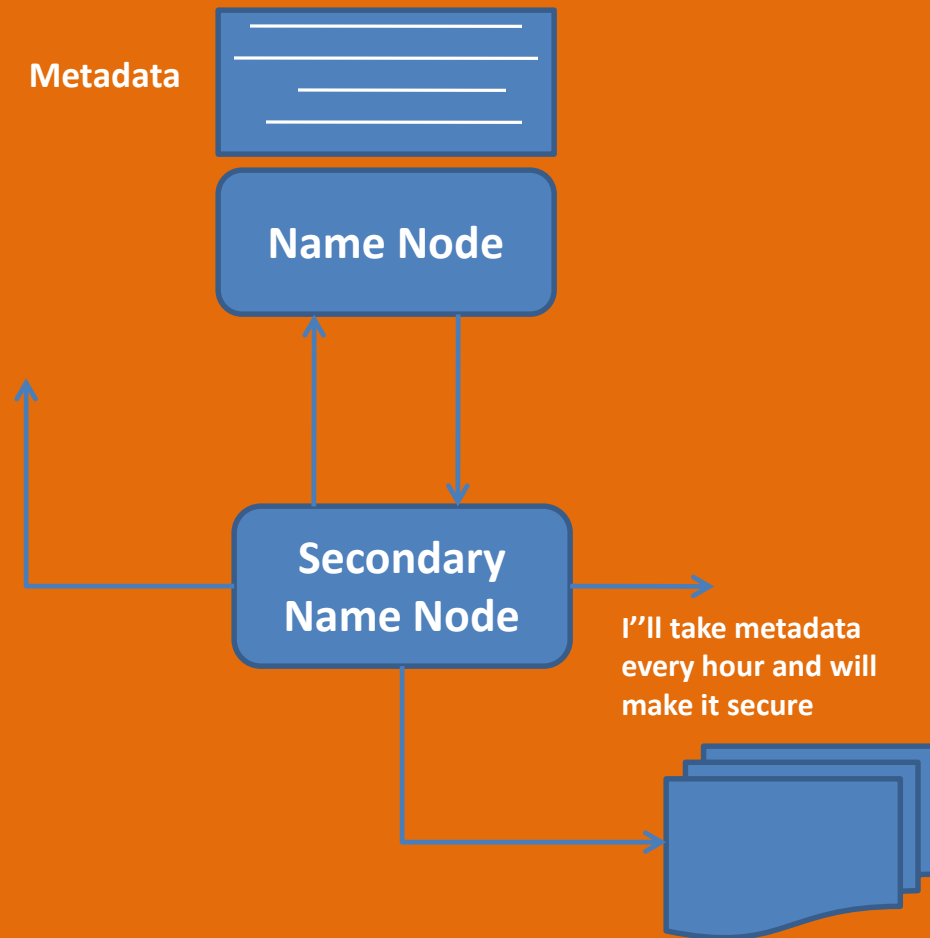 Metadata
Name Node
Secondary
Name Node
I''ll take metadata
every hour and will
make it secure